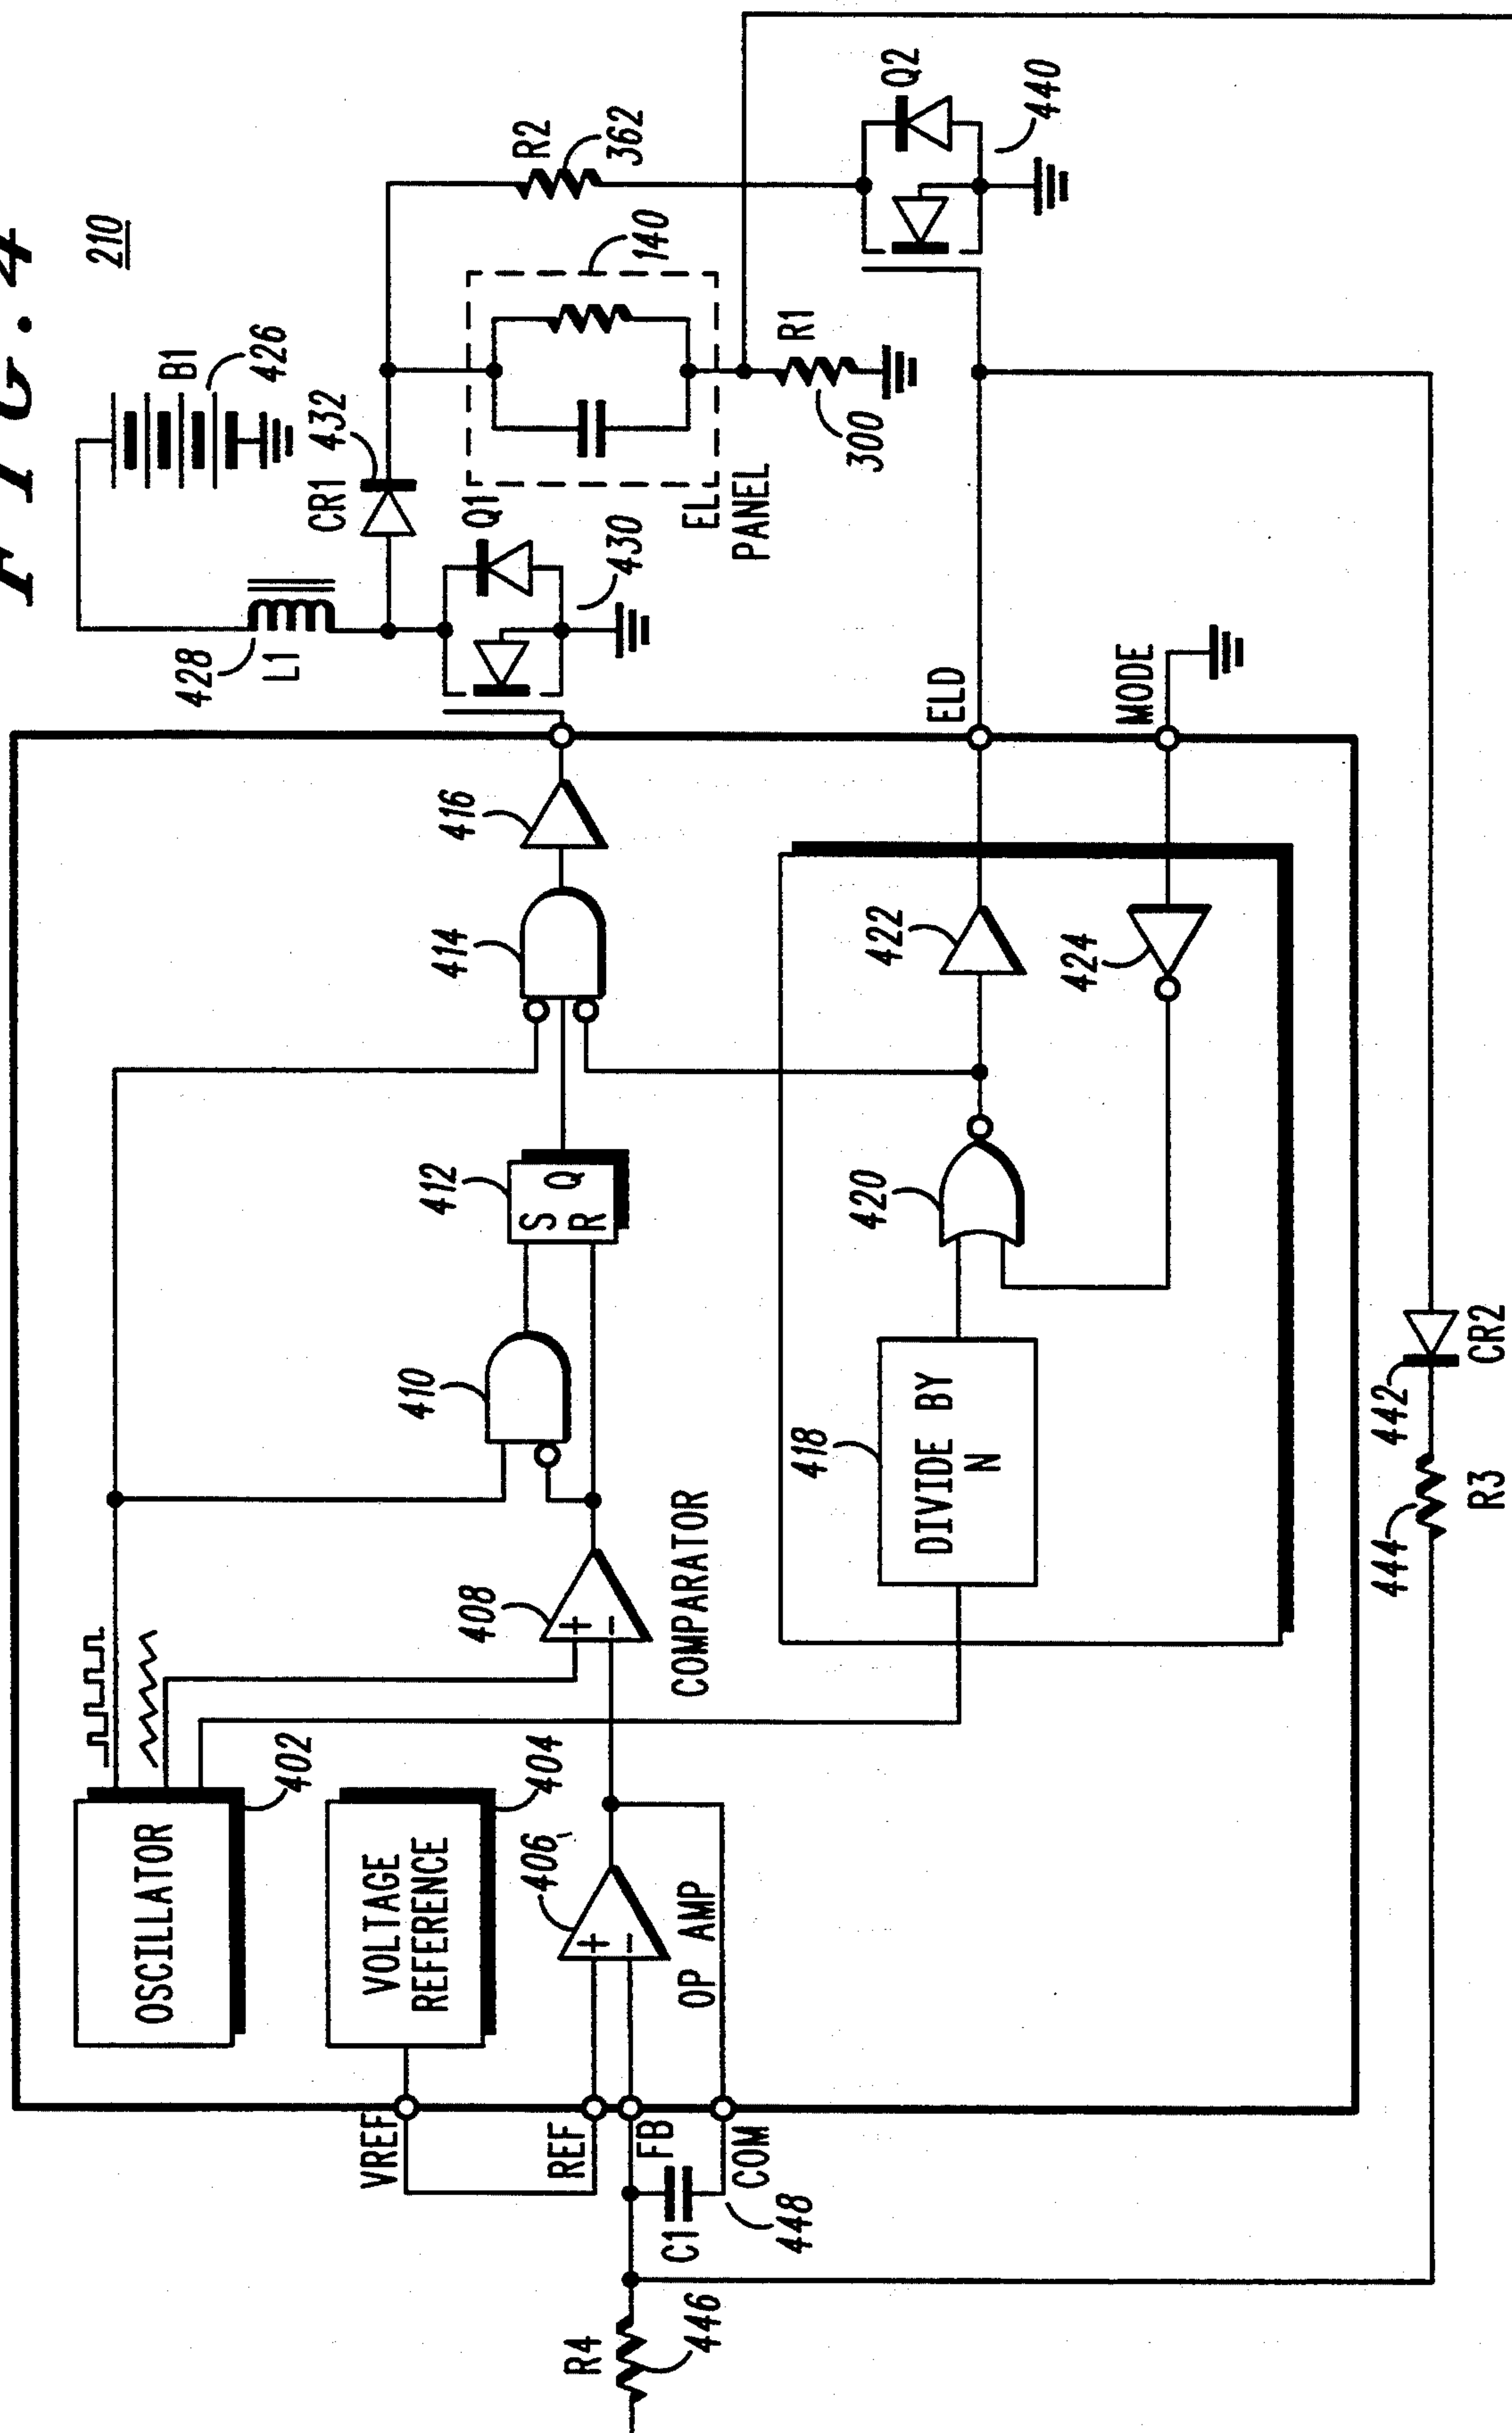 FIG. 4
210
OSCILLATOR
402
VOLTAGE
REFERENCE
404
VREF
REF
FB
COM
C1
448
R4
446
+
-
406
OP AMP
+
-
408
COMPARATOR
410
S Q
R
412
414
416
428
L1
B1
426
CR1 432
Q1
430
R2
362
140
EL
PANEL
R1
300
Q2
440
DIVIDE BY
N
418
420
422
424
ELD
MODE
444
R3
442
CR2